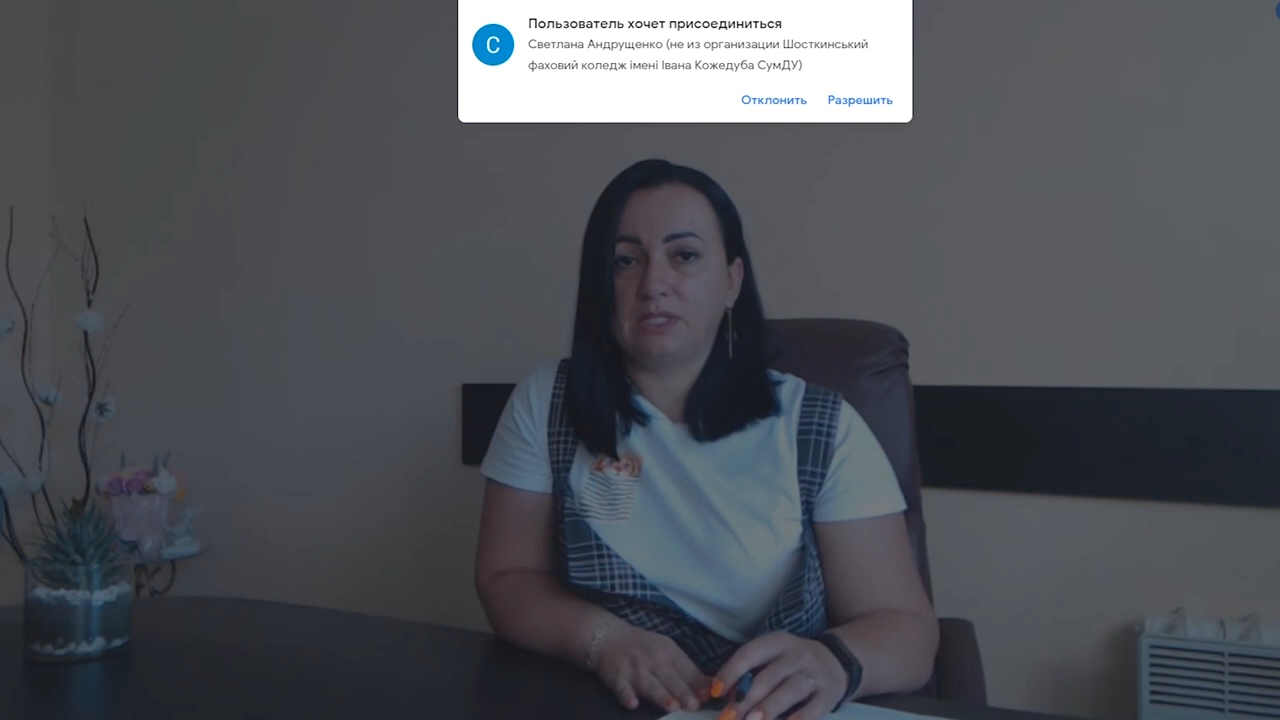 Пользователь хочет присоединиться
С
Светлана Андрущенко (не из организации Шосткинський
фаховий коледж імені Івана Кожедуба СумДУ)
Отклонить Разрешить